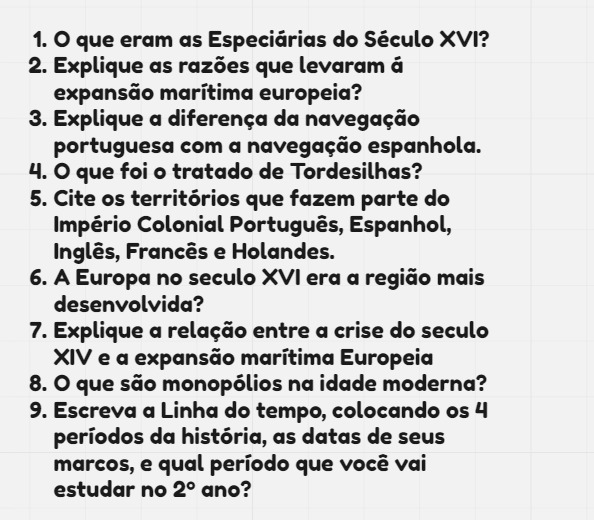 1. O que eram as Especiárias do Século XVI?
2. Explique as razões que levaram á
expansão marítima europeia?
3. Explique a diferença da navegação
portuguesa com a navegação espanhola.
4. O que foi o tratado de Tordesilhas?
5. Cite os territórios que fazem parte do
Império Colonial Português, Espanhol,
Inglês, Francês e Holandes.
6. A Europa no seculo XVI era a região mais
desenvolvida?
7. Explique a relação entre a crise do seculo
XIV e a expansão marítima Europeia
8. O que são monopólios na idade moderna?
9. Escreva a Linha do tempo, colocando os 4
períodos da história, as datas de seus
marcos, e qual período que você vai
estudar no 2º ano?